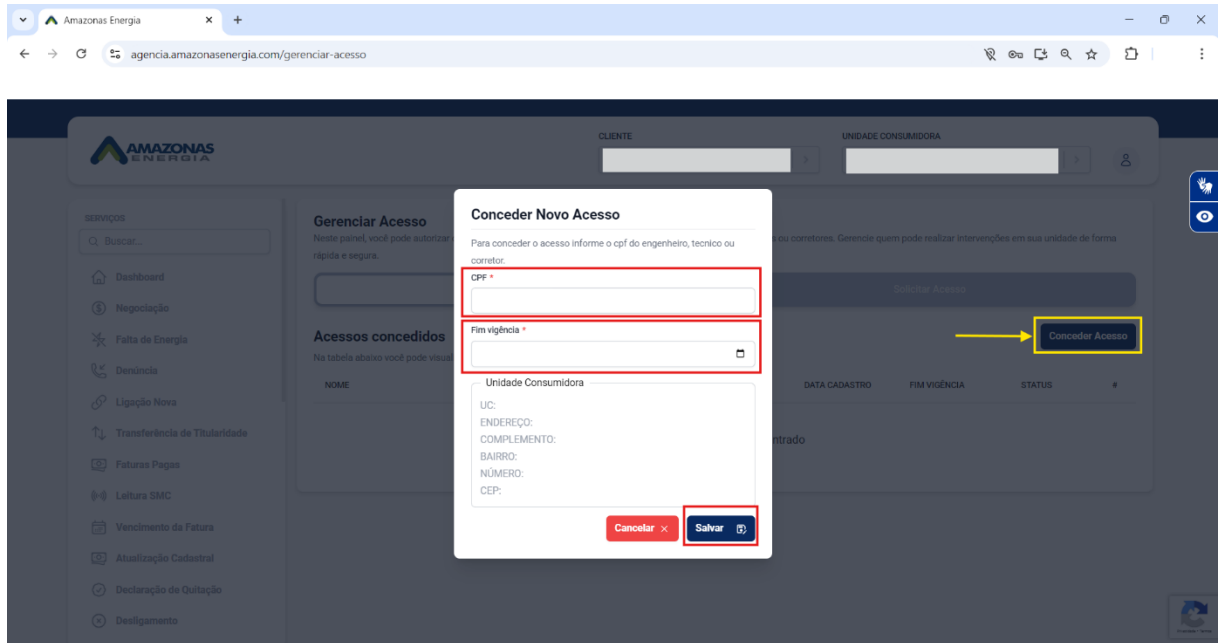 Amazonas Energia
agencia.amazonasenergia.com/gerenciar-acesso
AMAZONAS
ENERGIA
CLIENTE
UNIDADE CONSUMIDORA
SERVIÇOS
Buscar...
Dashboard
Negociação
Falta de Energia
Denúncia
Ligação Nova
Transferência de Titularidade
Faturas Pagas
Leitura SMC
Vencimento da Fatura
Atualização Cadastral
Declaração de Quitação
Desligamento
Gerenciar Acesso
Neste painel, você pode autorizar
s ou corretores. Gerencie quem pode realizar intervenções em sua unidade de forma
rápida e segura.
Solicitar Acesso
Acessos concedidos
Conceder Acesso
Na tabela abaixo você pode visual
NOME
DATA CADASTRO
FIM VIGÊNCIA
STATUS
#
ntrado
Conceder Novo Acesso
Para conceder o acesso informe o cpf do engenheiro, tecnico ou
corretor.
CPF *
Fim vigência *
Unidade Consumidora
UC:
ENDEREÇO:
COMPLEMENTO:
BAIRRO:
NÚMERO:
CEP:
Cancelar ×
Salvar